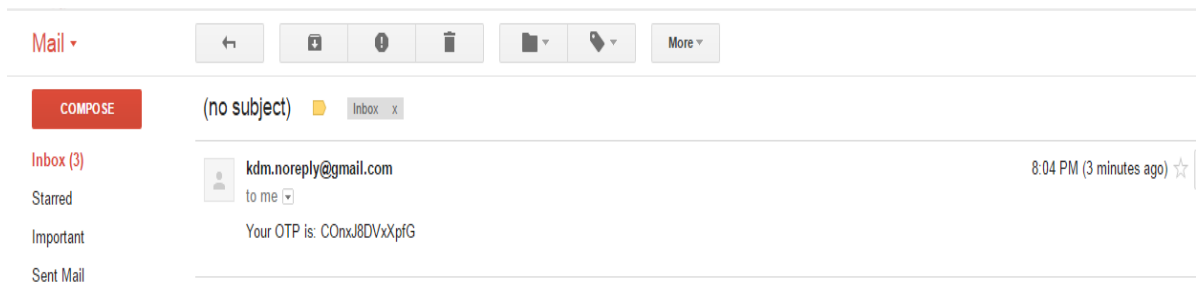 Mail
More
COMPOSE
(no subject)
Inbox x
Inbox (3)
kdm.noreply@gmail.com
8:04 PM (3 minutes ago)
Starred
to me
Important
Your OTP is: COnxJ8DVxXpfG
Sent Mail